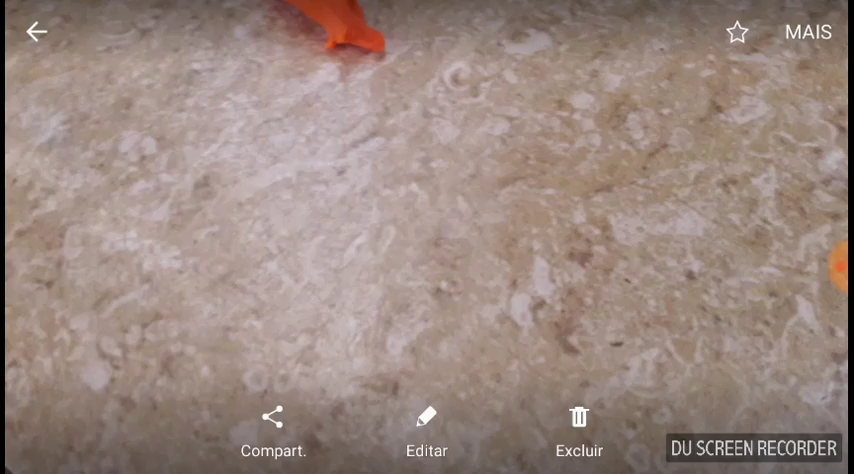 MAIS
Compart.
Editar
Excluir
DU SCREEN RECORDER